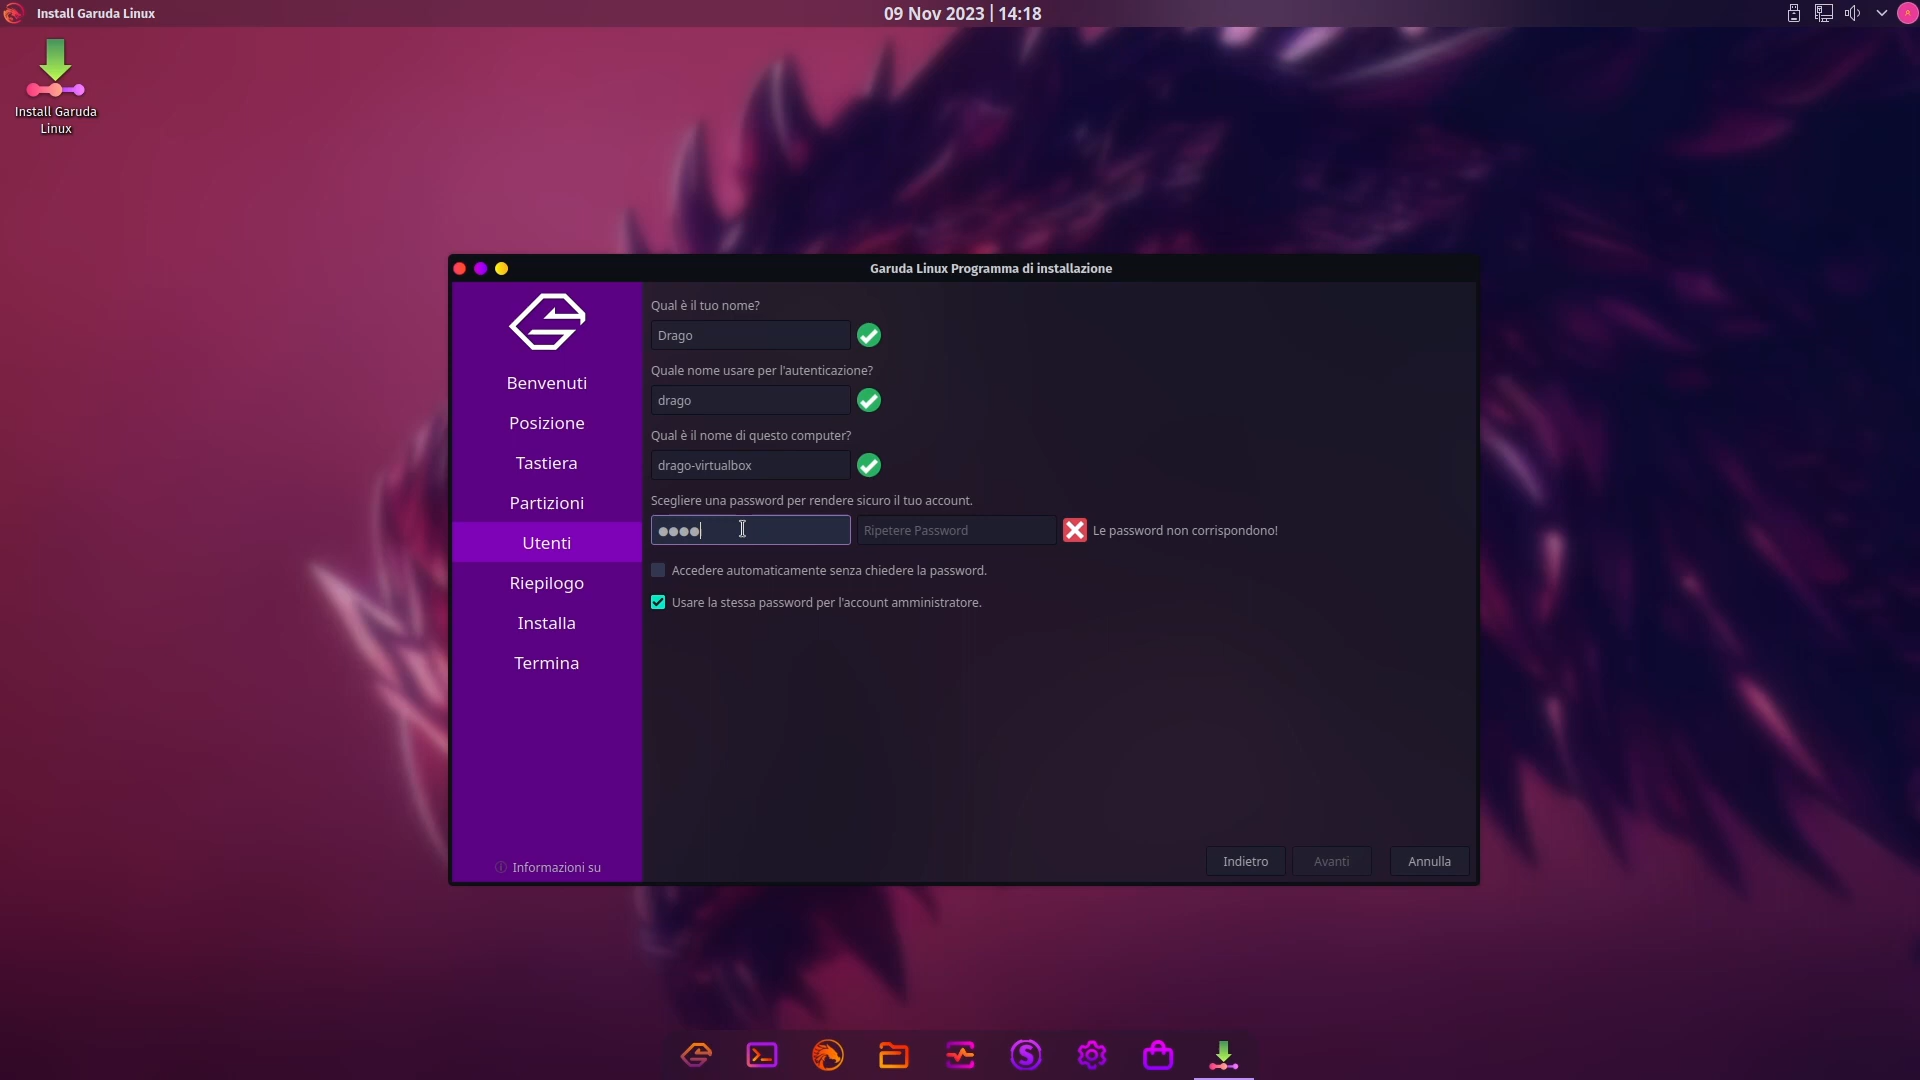 Install Garuda Linux
09 Nov 2023 | 14:18
Install Garuda
Linux
Garuda Linux Programma di installazione
Benvenuti
Posizione
Tastiera
Partizioni
Utenti
Riepilogo
Installa
Termina
Informazioni su
Qual è il tuo nome?
Drago
Quale nome usare per l'autenticazione?
drago
Qual è il nome di questo computer?
drago-virtualbox
Scegliere una password per rendere sicuro il tuo account.
●●●●
Ripetere Password
Le password non corrispondono!
Accedere automaticamente senza chiedere la password.
Usare la stessa password per l'account amministratore.
Indietro
Avanti
Annulla